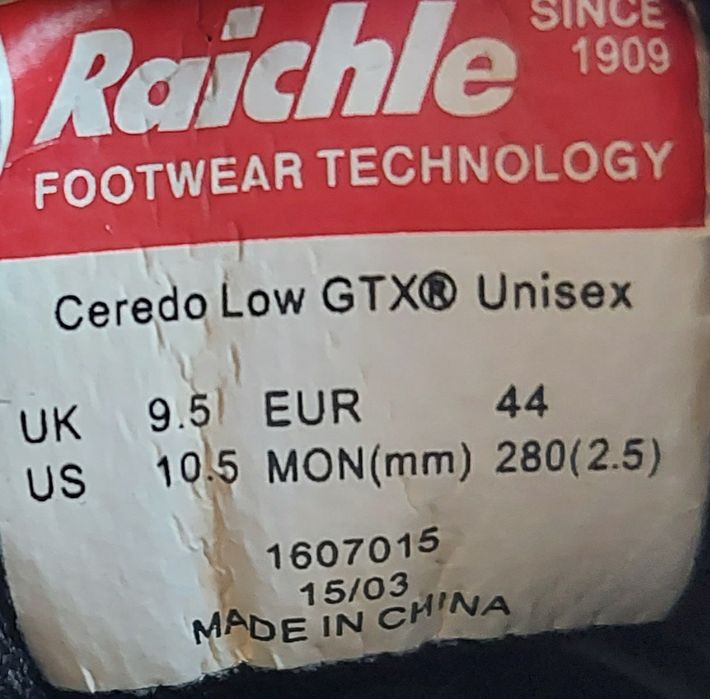 Raichle
SINCE
1909
FOOTWEAR TECHNOLOGY
Ceredo Low GTX® Unisex
UK 9.5 EUR 44
US 10.5 MON(mm) 280(2.5)
1607015
15/03
MADE IN CHINA